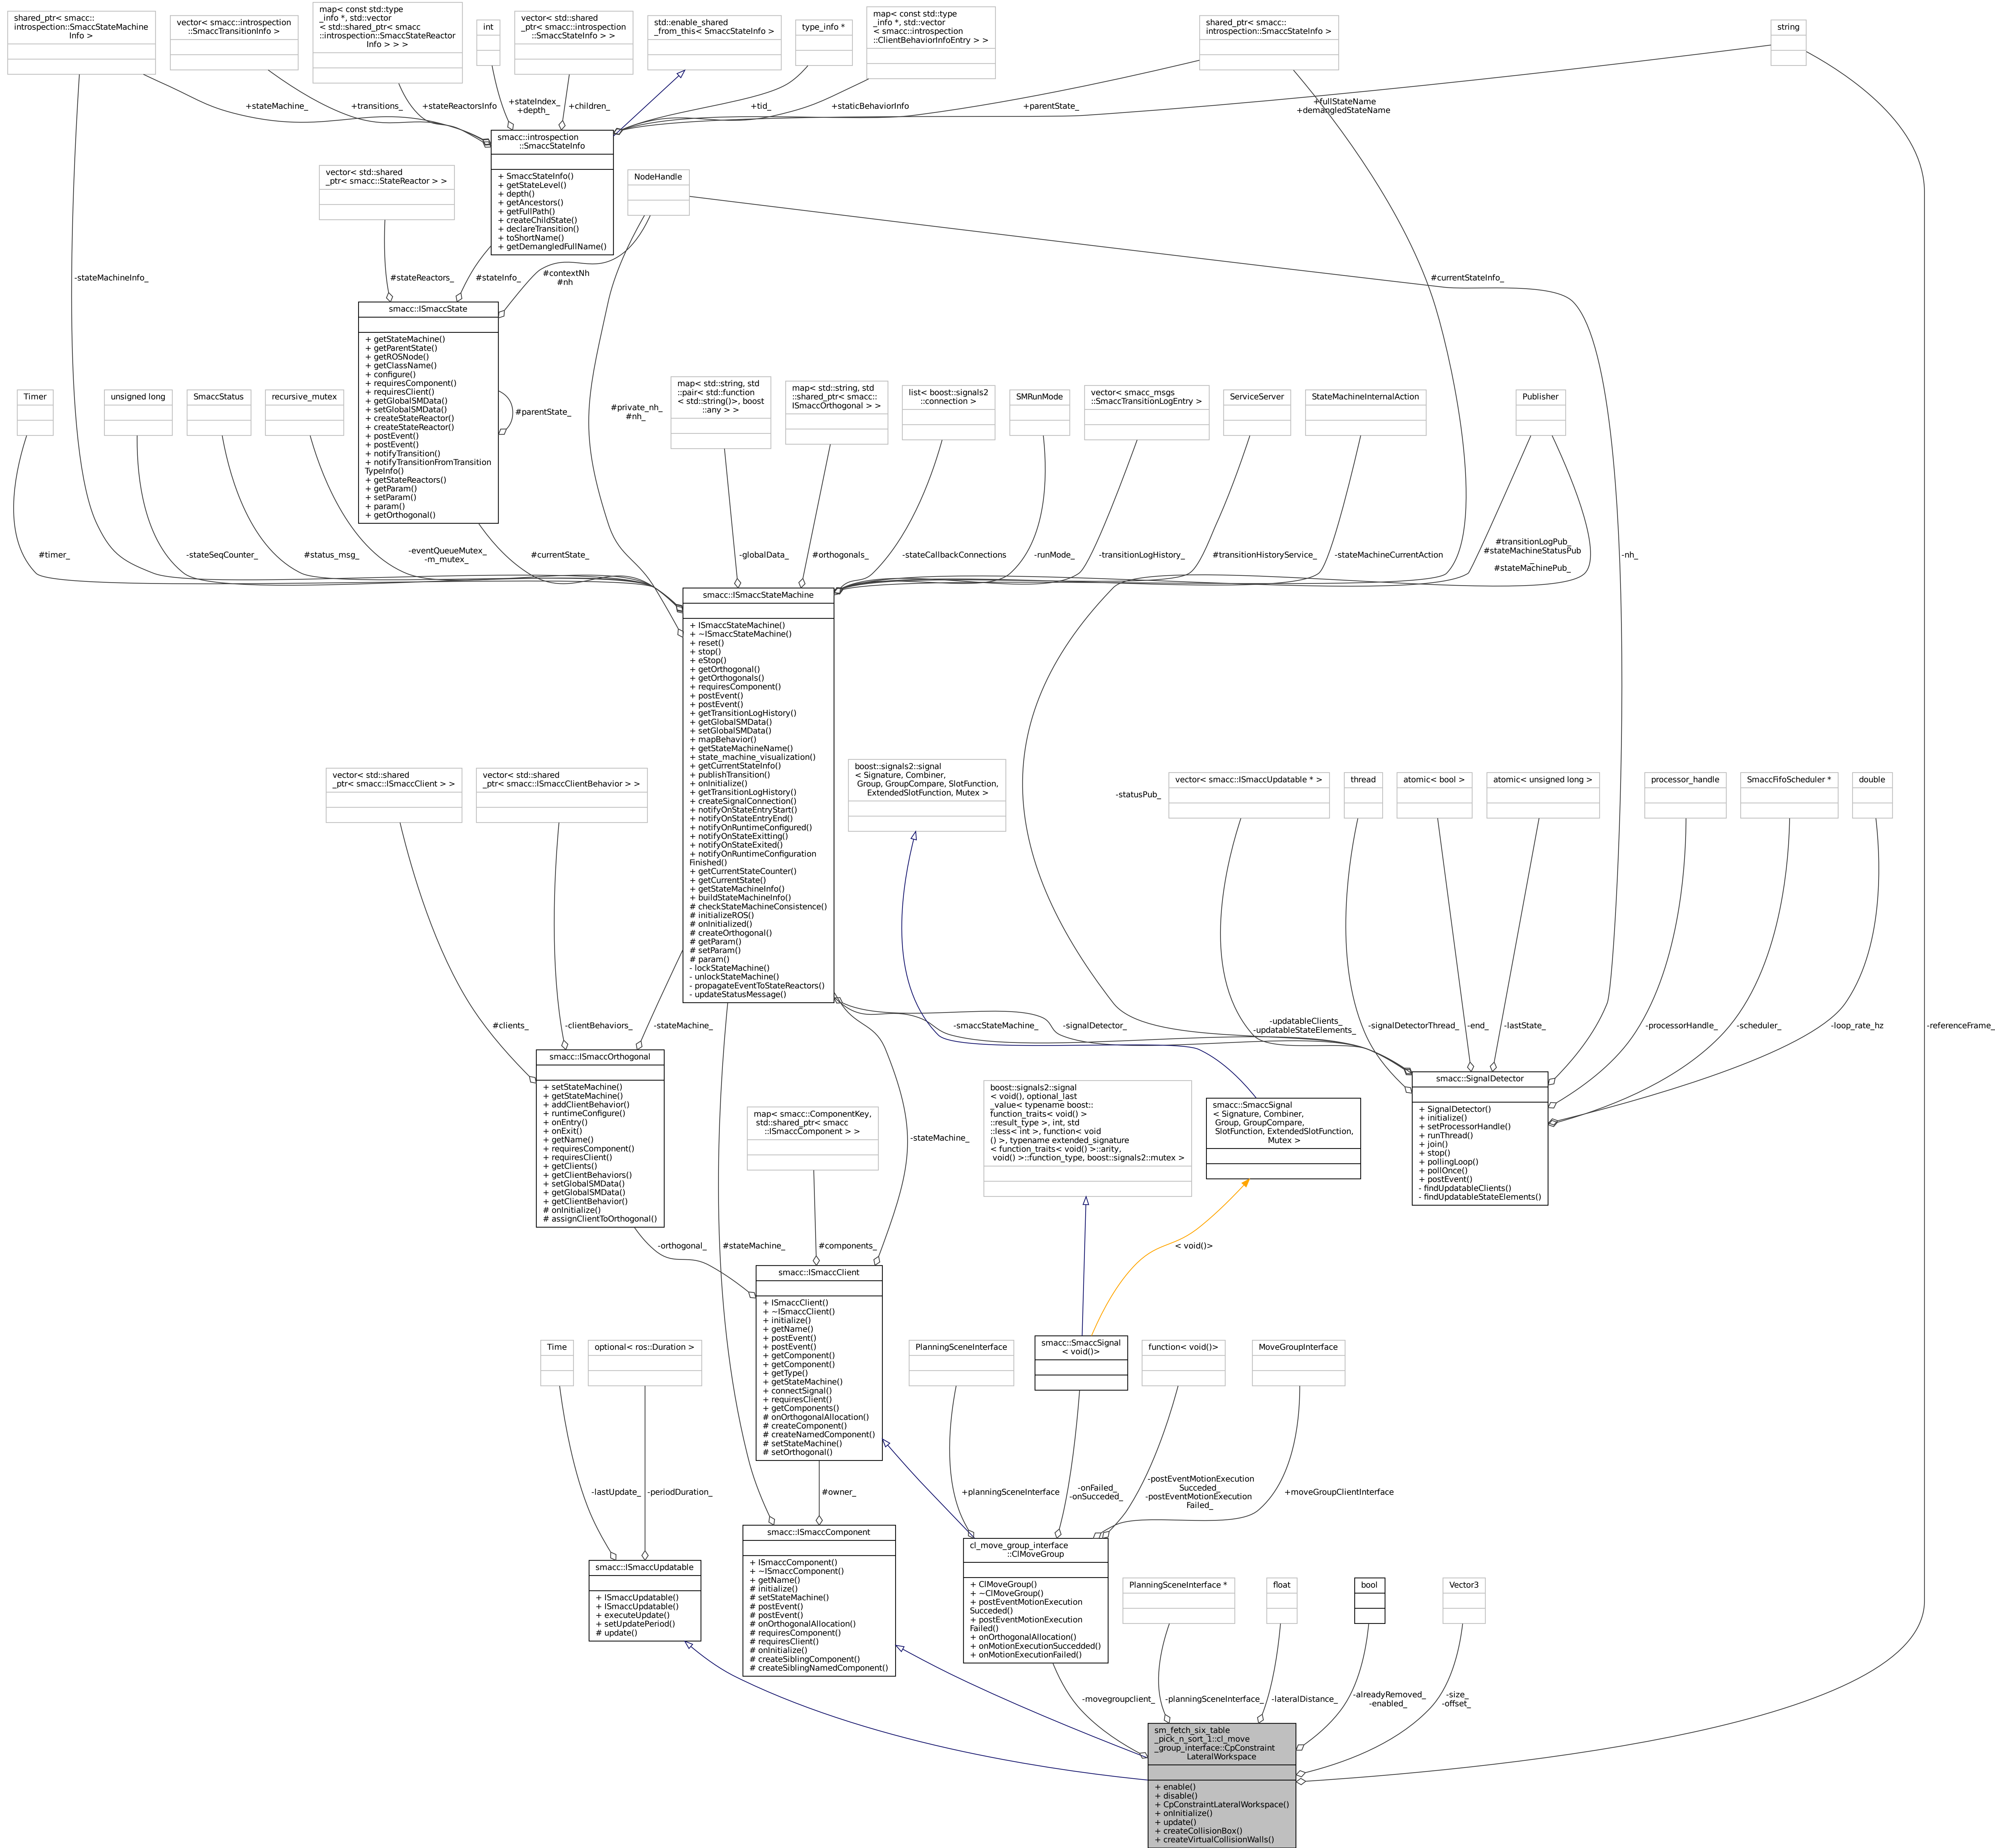 shared_ptr< smacc::
introspection::SmaccStateMachine
Info >
vector< smacc::introspection
::SmaccTransitionInfo >
map< const std::type
_info *, std::vector
< std::shared_ptr< smacc
::introspection::SmaccStateReactor
Info > > >
int
vector< std::shared
_ptr< smacc::introspection
::SmaccStateInfo > >
std::enable_shared
_from_this< SmaccStateInfo >
type_info *
map< const std::type
_info *, std::vector
< smacc::introspection
::ClientBehaviorInfoEntry > >
shared_ptr< smacc::
introspection::SmaccStateInfo >
string
+stateMachine_
+transitions_
+stateReactorsInfo
+stateIndex_
+depth_
+children_
+tid_
+staticBehaviorInfo
+parentState_
+fullStateName
+demangledStateName
smacc::introspection
::SmaccStateInfo
+ SmaccStateInfo()
+ getStateLevel()
+ depth()
+ getAncestors()
+ getFullPath()
+ createChildState()
+ declareTransition()
+ toShortName()
+ getDemangledFullName()
vector< std::shared
_ptr< smacc::StateReactor > >
NodeHandle
-stateMachineInfo_
#stateReactors_
#stateInfo_
#contextNh
#nh
#currentStateInfo_
smacc::ISmaccState
+ getStateMachine()
+ getParentState()
+ getROSNode()
+ getClassName()
+ configure()
+ requiresComponent()
+ requiresClient()
+ getGlobalSMData()
+ setGlobalSMData()
+ createStateReactor()
+ createStateReactor()
+ postEvent()
+ postEvent()
+ notifyTransition()
+ notifyTransitionFromTransition
TypeInfo()
+ getStateReactors()
+ getParam()
+ setParam()
+ param()
+ getOrthogonal()
#parentState_
#private_nh_
#nh_
Timer
unsigned long
SmaccStatus
recursive_mutex
map< std::string, std
::pair< std::function
< std::string()>, boost
::any > >
map< std::string, std
::shared_ptr< smacc::
ISmaccOrthogonal > >
list< boost::signals2
::connection >
SMRunMode
vector< smacc_msgs
::SmaccTransitionLogEntry >
ServiceServer
StateMachineInternalAction
Publisher
#timer_
-stateSeqCounter_
#status_msg_
-eventQueueMutex_
-m_mutex_
#currentState_
-globalData_
#orthogonals_
-stateCallbackConnections
-runMode_
-transitionLogHistory_
#transitionHistoryService_
-stateMachineCurrentAction
#transitionLogPub_
#stateMachineStatusPub
_
#stateMachinePub_
-nh_
smacc::ISmaccStateMachine
+ ISmaccStateMachine()
+ ~ISmaccStateMachine()
+ reset()
+ stop()
+ eStop()
+ getOrthogonal()
+ getOrthogonals()
+ requiresComponent()
+ postEvent()
+ postEvent()
+ getTransitionLogHistory()
+ getGlobalSMData()
+ setGlobalSMData()
+ mapBehavior()
+ getStateMachineName()
+ state_machine_visualization()
+ getCurrentStateInfo()
+ publishTransition()
+ onInitialize()
+ getTransitionLogHistory()
+ createSignalConnection()
+ notifyOnStateEntryStart()
+ notifyOnStateEntryEnd()
+ notifyOnRuntimeConfigured()
+ notifyOnStateExitting()
+ notifyOnStateExited()
+ notifyOnRuntimeConfiguration
Finished()
+ getCurrentStateCounter()
+ getCurrentState()
+ getStateMachineInfo()
+ buildStateMachineInfo()
# checkStateMachineConsistence()
# initializeROS()
# onInitialized()
# createOrthogonal()
# getParam()
# setParam()
# param()
- lockStateMachine()
- unlockStateMachine()
- propagateEventToStateReactors()
- updateStatusMessage()
vector< std::shared
_ptr< smacc::ISmaccClient > >
vector< std::shared
_ptr< smacc::ISmaccClientBehavior > >
boost::signals2::signal
< Signature, Combiner,
Group, GroupCompare, SlotFunction,
ExtendedSlotFunction, Mutex >
-statusPub_
vector< smacc::ISmaccUpdatable * >
thread
atomic< bool >
atomic< unsigned long >
processor_handle
SmaccFifoScheduler *
double
#clients_
-clientBehaviors_
-stateMachine_
-smaccStateMachine_
-signalDetector_
-updatableClients_
-updatableStateElements_
-signalDetectorThread_
-end_
-lastState_
-processorHandle_
-scheduler_
-loop_rate_hz
-referenceFrame_
smacc::ISmaccOrthogonal
+ setStateMachine()
+ getStateMachine()
+ addClientBehavior()
+ runtimeConfigure()
+ onEntry()
+ onExit()
+ getName()
+ requiresComponent()
+ requiresClient()
+ getClients()
+ getClientBehaviors()
+ setGlobalSMData()
+ getGlobalSMData()
+ getClientBehavior()
# onInitialize()
# assignClientToOrthogonal()
smacc::SignalDetector
+ SignalDetector()
+ initialize()
+ setProcessorHandle()
+ runThread()
+ join()
+ stop()
+ pollingLoop()
+ pollOnce()
+ postEvent()
- findUpdatableClients()
- findUpdatableStateElements()
map< smacc::ComponentKey,
std::shared_ptr< smacc
::ISmaccComponent > >
-stateMachine_
boost::signals2::signal
< void(), optional_last
_value< typename boost::
function_traits< void() >
::result_type >, int, std
::less< int >, function< void
() >, typename extended_signature
< function_traits< void() >::arity,
void() >::function_type, boost::signals2::mutex >
smacc::SmaccSignal
< Signature, Combiner,
Group, GroupCompare,
SlotFunction, ExtendedSlotFunction,
Mutex >
-orthogonal_
#stateMachine_
#components_
< void()>
smacc::ISmaccClient
+ ISmaccClient()
+ ~ISmaccClient()
+ initialize()
+ getName()
+ postEvent()
+ postEvent()
+ getComponent()
+ getComponent()
+ getType()
+ getStateMachine()
+ connectSignal()
+ requiresClient()
+ getComponents()
# onOrthogonalAllocation()
# createComponent()
# createNamedComponent()
# setStateMachine()
# setOrthogonal()
Time
optional< ros::Duration >
PlanningSceneInterface
smacc::SmaccSignal
< void()>
function< void()>
MoveGroupInterface
-lastUpdate_
-periodDuration_
#owner_
+planningSceneInterface
-onFailed_
-onSucceded_
-postEventMotionExecution
Succeded_
-postEventMotionExecution
Failed_
+moveGroupClientInterface
smacc::ISmaccUpdatable
+ ISmaccUpdatable()
+ ISmaccUpdatable()
+ executeUpdate()
+ setUpdatePeriod()
# update()
smacc::ISmaccComponent
+ ISmaccComponent()
+ ~ISmaccComponent()
+ getName()
# initialize()
# setStateMachine()
# postEvent()
# postEvent()
# onOrthogonalAllocation()
# requiresComponent()
# requiresClient()
# onInitialize()
# createSiblingComponent()
# createSiblingNamedComponent()
cl_move_group_interface
::ClMoveGroup
+ ClMoveGroup()
+ ~ClMoveGroup()
+ postEventMotionExecution
Succeded()
+ postEventMotionExecution
Failed()
+ onOrthogonalAllocation()
+ onMotionExecutionSuccedded()
+ onMotionExecutionFailed()
PlanningSceneInterface *
float
bool
Vector3
-movegroupclient_
-planningSceneInterface_
-lateralDistance_
-alreadyRemoved_
-enabled_
-size_
-offset_
sm_fetch_six_table
_pick_n_sort_1::cl_move
_group_interface::CpConstraint
LateralWorkspace
+ enable()
+ disable()
+ CpConstraintLateralWorkspace()
+ onInitialize()
+ update()
+ createCollisionBox()
+ createVirtualCollisionWalls()